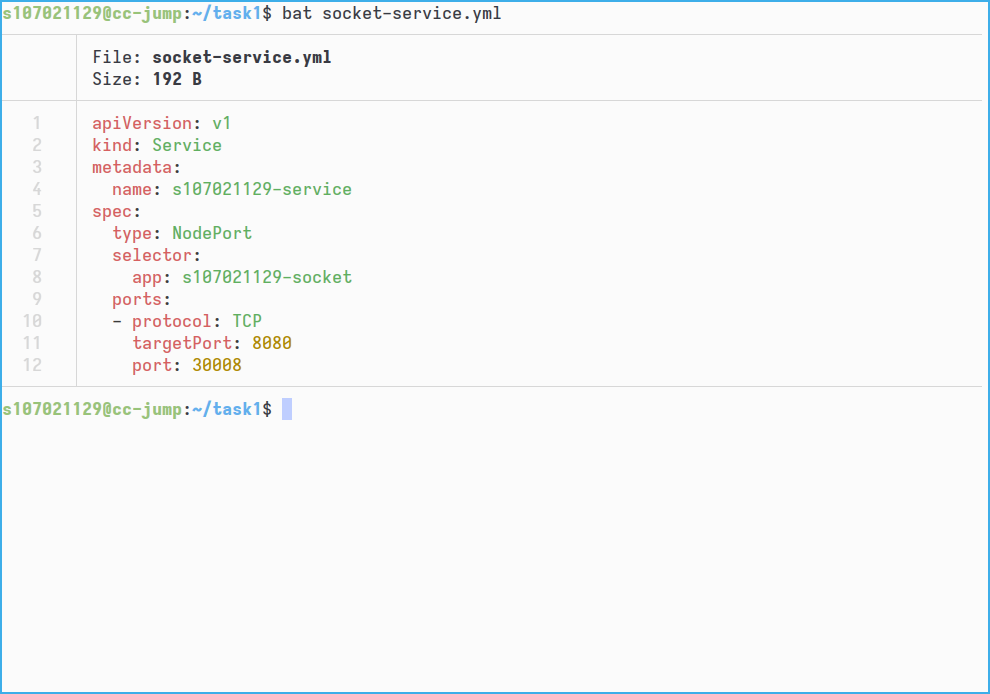 s107021129@cc-jump:~/task1$ bat socket-service.yml
File: socket-service.yml
Size: 192 B
1 apiVersion: v1
2 kind: Service
3 metadata:
4   name: s107021129-service
5 spec:
6   type: NodePort
7   selector:
8     app: s107021129-socket
9   ports:
10   - protocol: TCP
11     targetPort: 8080
12     port: 30008
s107021129@cc-jump:~/task1$